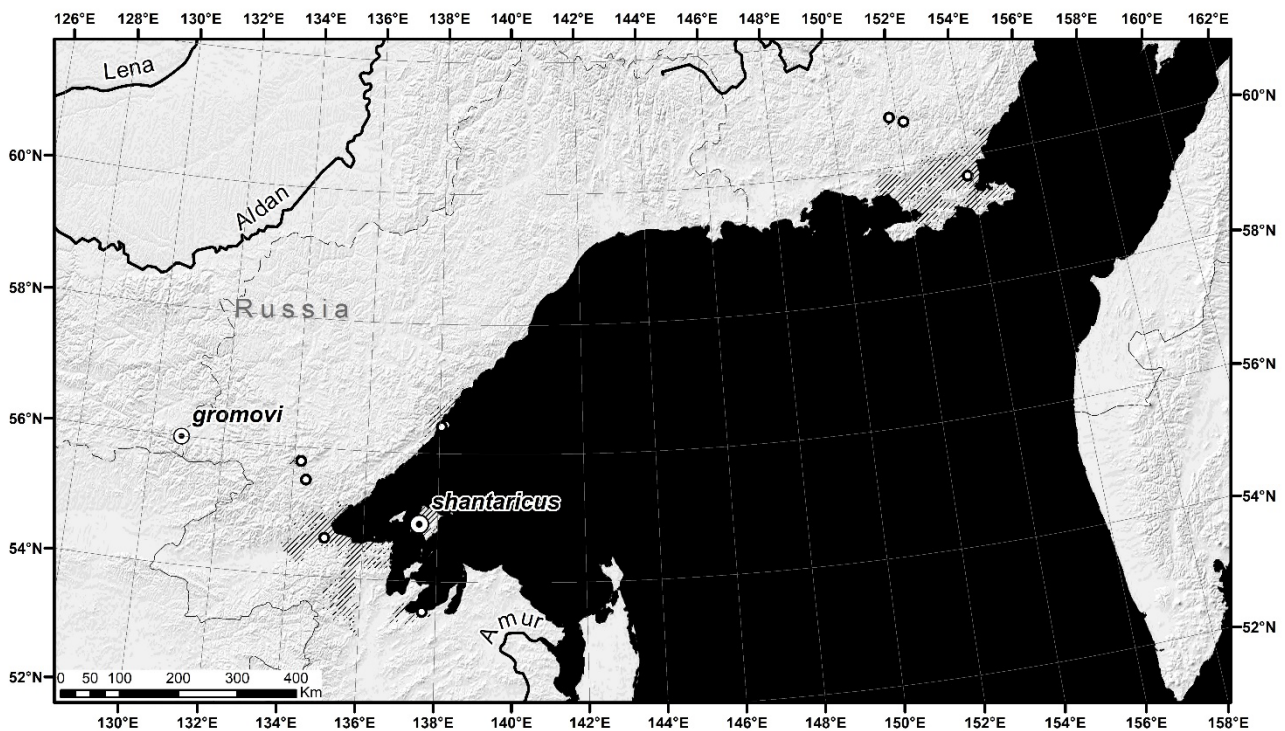 126°E 128°E 130°E 132°E 134°E 136°E 138°E 140°E 142°E 144°E 146°E 148°E 150°E 152°E 154°E 156°E 158°E 160°E 162°E
Lena
60°N
60°N
Aldan
58°N
58°N
Russia
56°N
56°N
gromovi
54°N
shantaricus
54°N
Amur
52°N
52°N
0 50 100 200 300 400
Km
130°E 132°E 134°E 136°E 138°E 140°E 142°E 144°E 146°E 148°E 150°E 152°E 154°E 156°E 158°E